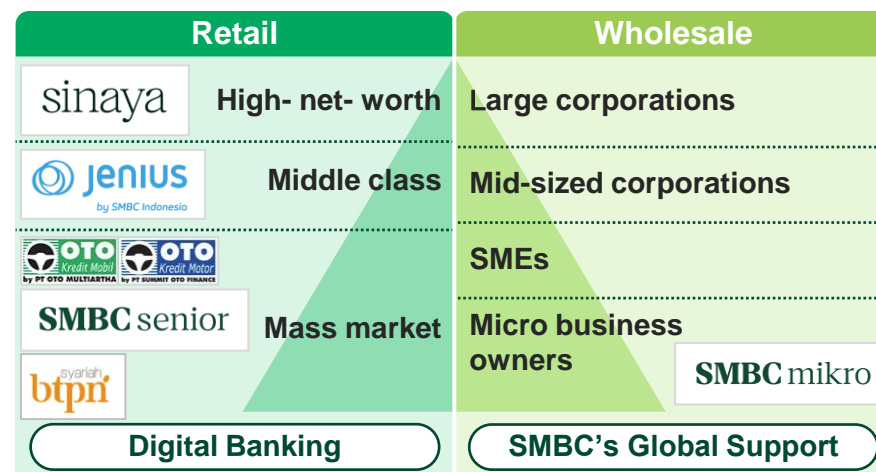 Retail
Wholesale
sinaya
High- net- worth
Large corporations
jenius
by SMBC Indonesia
Middle class
Mid-sized corporations
OTO
Kredit Mobil
by PT OTO MULTIARTHA
OTO
Kredit Motor
by PT SUMMIT OTO FINANCE
SMEs
SMBC senior
Mass market
Micro business
owners
SMBC mikro
syariah
btpn
Digital Banking
SMBC's Global Support